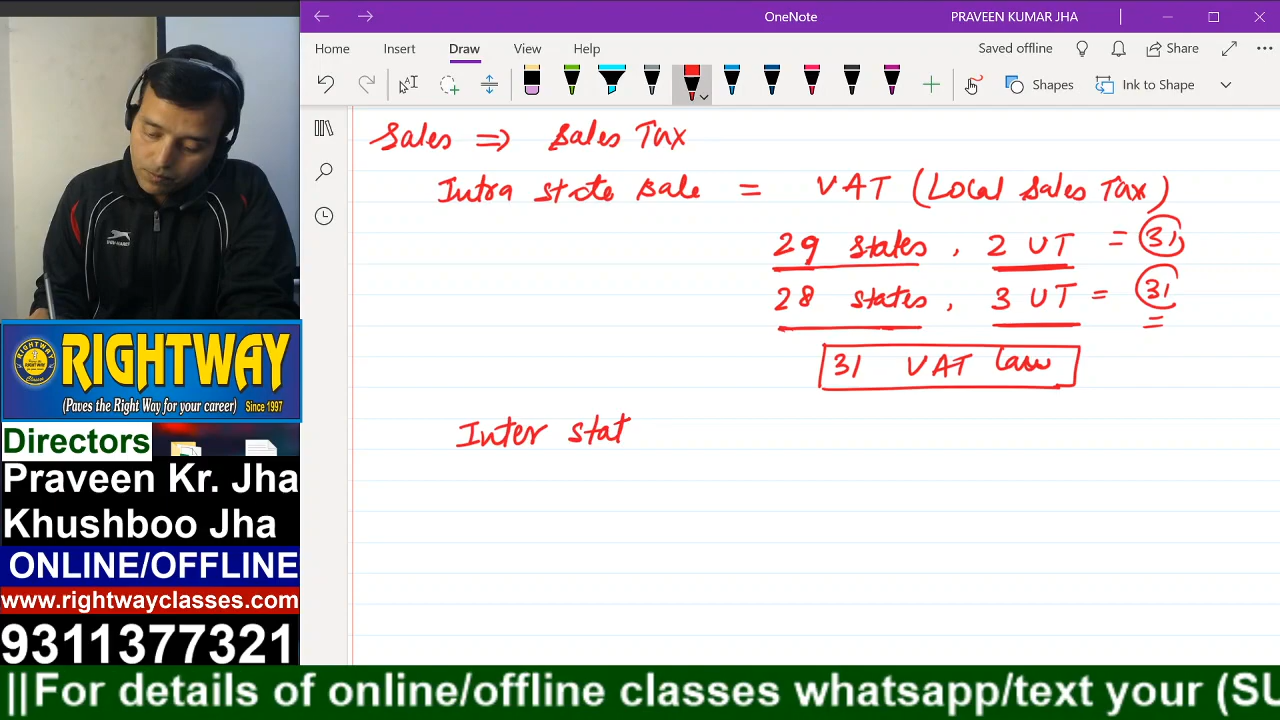 OneNote
PRAVEEN KUMAR JHA
Home Insert Draw View Help
Saved offline
Share
Shapes
Ink to Shape
Sales ⇒ Sales Tax
Intra state sale = VAT (Local Sales Tax)
29 states, 2 UT = 31
28 states, 3 UT = 31
31 VAT Law
Inter stat
RIGHTWAY
(Paves the Right Way for your career) Since 1997
Directors
Praveen Kr. Jha
Khushboo Jha
ONLINE/OFFLINE
www.rightwayclasses.com
9311377321
||For details of online/offline classes whatsapp/text your (SU